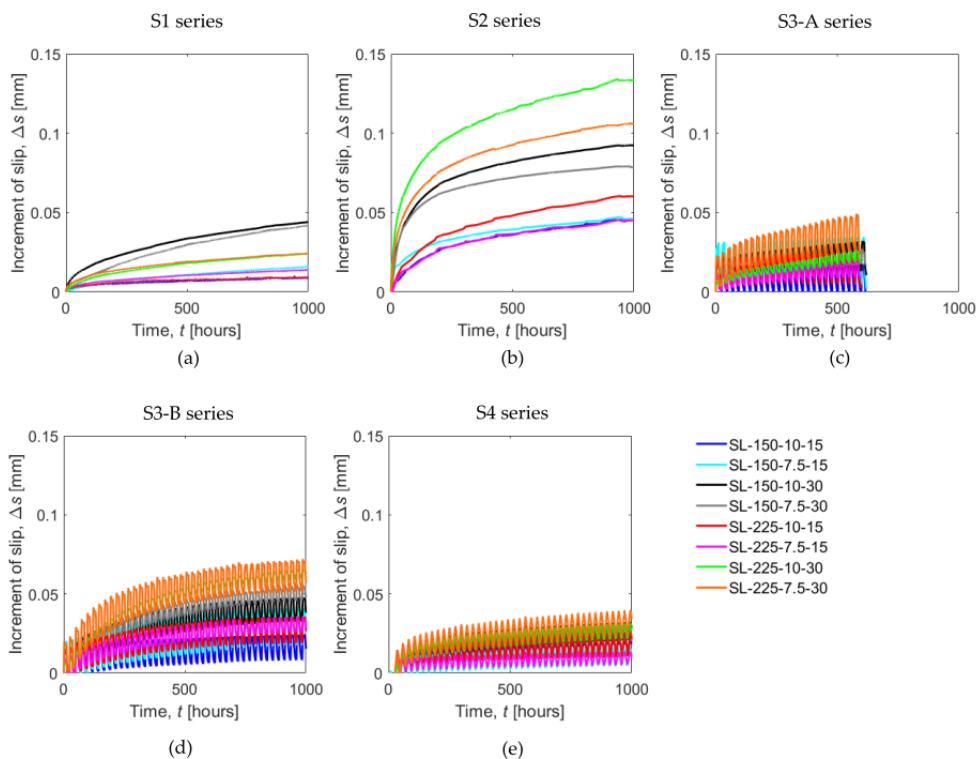 S1 series
0.15
0.1
0.05
0
0
500
1000
Increment of slip, Δs [mm]
Time, t [hours]
(a)
S2 series
0.15
0.1
0.05
0
0
500
1000
Increment of slip, Δs [mm]
Time, t [hours]
(b)
S3-A series
0.15
0.1
0.05
0
0
500
1000
Increment of slip, Δs [mm]
Time, t [hours]
(c)
S3-B series
0.15
0.1
0.05
0
0
500
1000
Increment of slip, Δs [mm]
Time, t [hours]
(d)
S4 series
0.15
0.1
0.05
0
0
500
1000
Increment of slip, Δs [mm]
Time, t [hours]
(e)
SL-150-10-15
SL-150-7.5-15
SL-150-10-30
SL-150-7.5-30
SL-225-10-15
SL-225-7.5-15
SL-225-10-30
SL-225-7.5-30